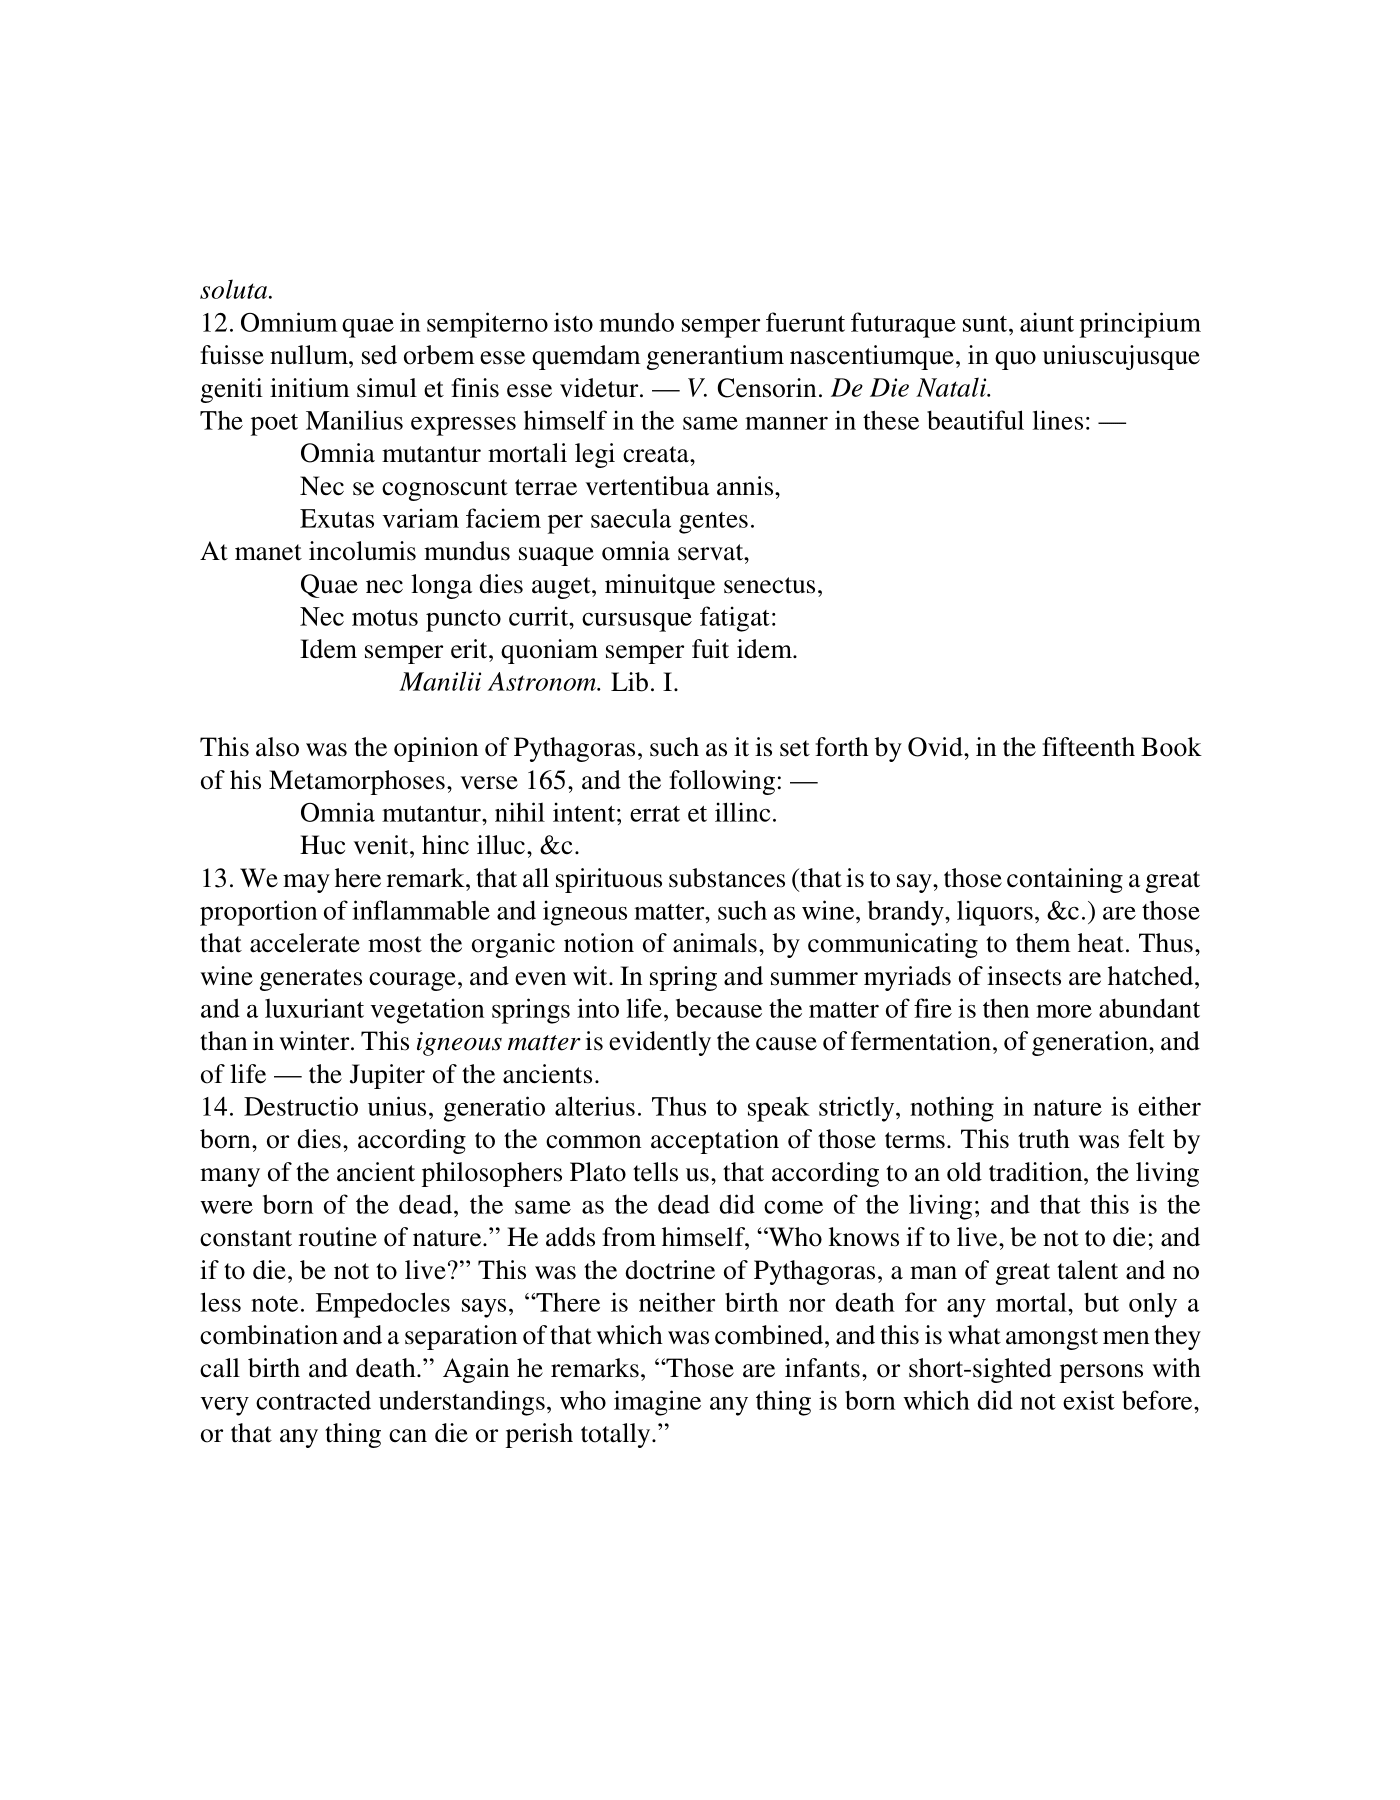 soluta.
12. Omnium quae in sempiterno isto mundo semper fuerunt futuraque sunt, aiunt principium
fuisse nullum, sed orbem esse quemdam generantium nascentiumque, in quo uniuscujusque
geniti initium simul et finis esse videtur. — V. Censorin. De Die Natali.
The poet Manilius expresses himself in the same manner in these beautiful lines: —
Omnia mutantur mortali legi creata,
Nec se cognoscunt terrae vertentibua annis,
Exutas variam faciem per saecula gentes.
At manet incolumis mundus suaque omnia servat,
Quae nec longa dies auget, minuitque senectus,
Nec motus puncto currit, cursusque fatigat:
Idem semper erit, quoniam semper fuit idem.
Manilii Astronom. Lib. I.
This also was the opinion of Pythagoras, such as it is set forth by Ovid, in the fifteenth Book
of his Metamorphoses, verse 165, and the following: —
Omnia mutantur, nihil intent; errat et illinc.
Huc venit, hinc illuc, &c.
13. We may here remark, that all spirituous substances (that is to say, those containing a great
proportion of inflammable and igneous matter, such as wine, brandy, liquors, &c.) are those
that accelerate most the organic notion of animals, by communicating to them heat. Thus,
wine generates courage, and even wit. In spring and summer myriads of insects are hatched,
and a luxuriant vegetation springs into life, because the matter of fire is then more abundant
than in winter. This igneous matter is evidently the cause of fermentation, of generation, and
of life — the Jupiter of the ancients.
14. Destructio unius, generatio alterius. Thus to speak strictly, nothing in nature is either
born, or dies, according to the common acceptation of those terms. This truth was felt by
many of the ancient philosophers Plato tells us, that according to an old tradition, the living
were born of the dead, the same as the dead did come of the living; and that this is the
constant routine of nature.” He adds from himself, “Who knows if to live, be not to die; and
if to die, be not to live?” This was the doctrine of Pythagoras, a man of great talent and no
less note. Empedocles says, “There is neither birth nor death for any mortal, but only a
combination and a separation of that which was combined, and this is what amongst men they
call birth and death.” Again he remarks, “Those are infants, or short-sighted persons with
very contracted understandings, who imagine any thing is born which did not exist before,
or that any thing can die or perish totally.”